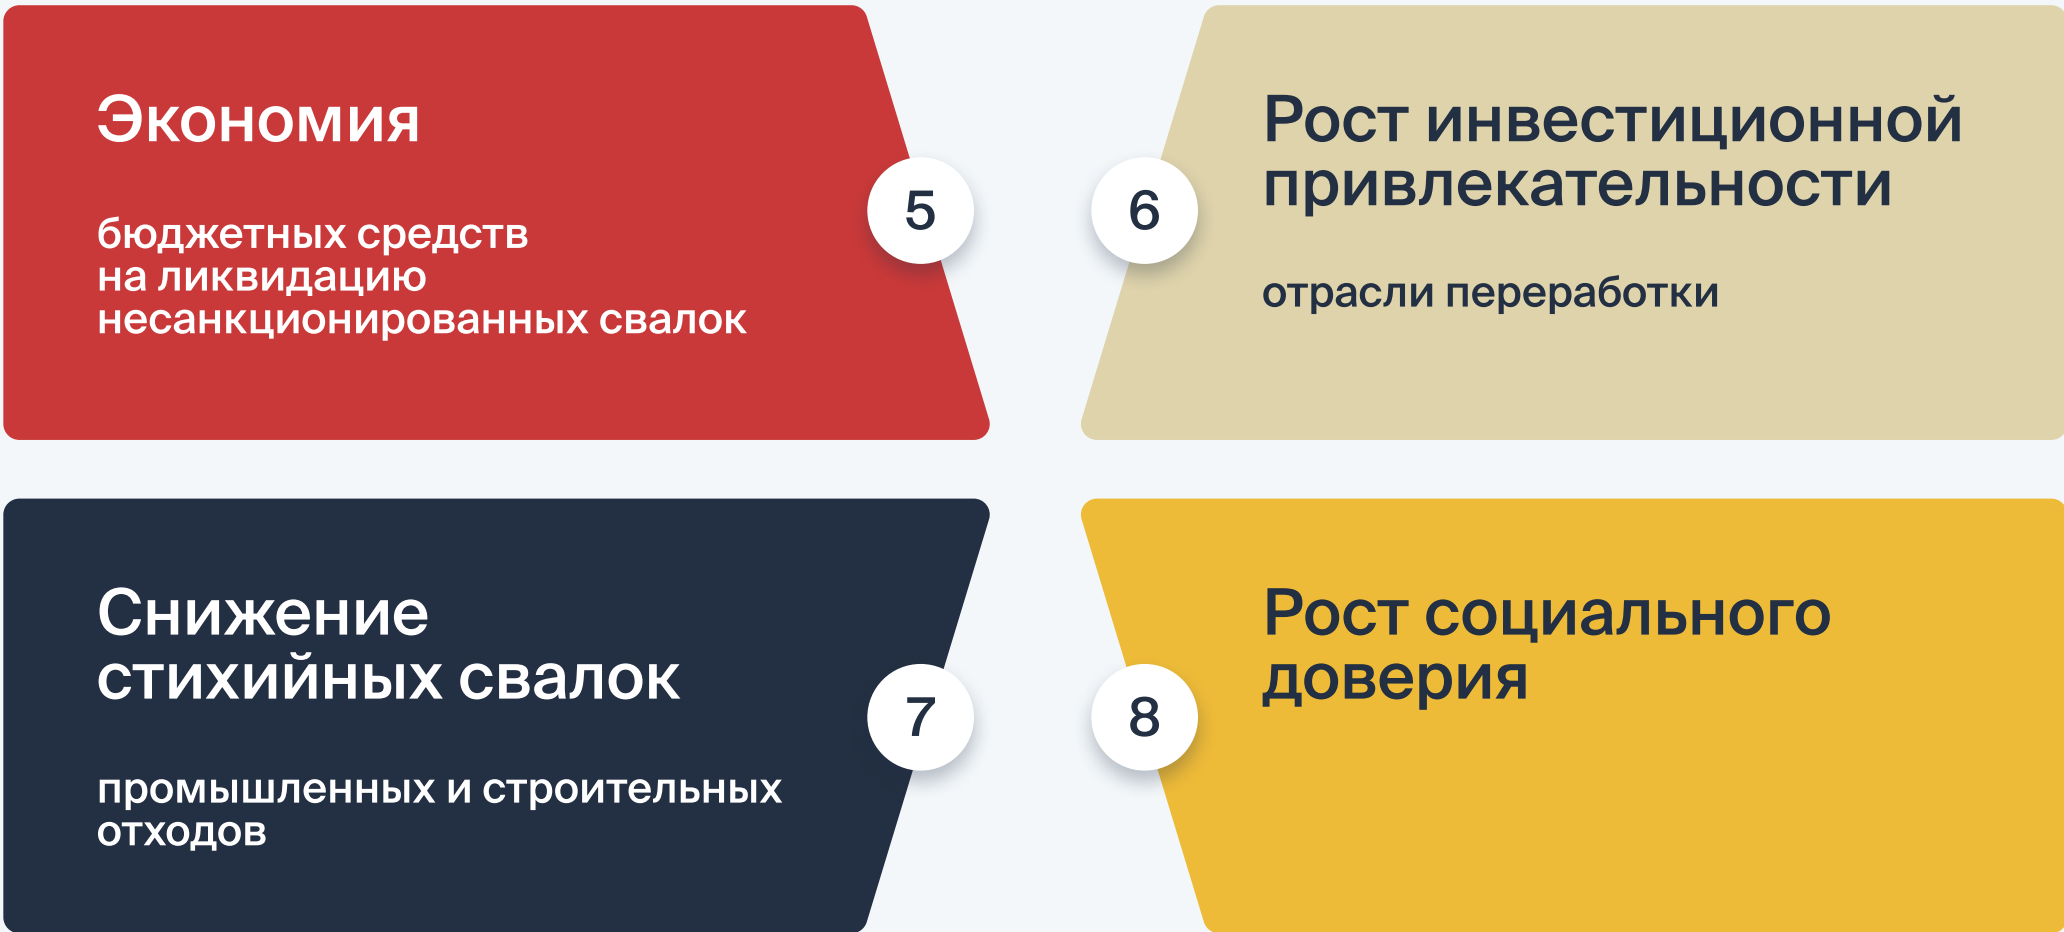 Экономия
бюджетных средств
на ликвидацию
несанкционированных свалок
5
6
Рост инвестиционной
привлекательности
отрасли переработки
Снижение
стихийных свалок
промышленных и строительных
отходов
7
8
Рост социального
доверия